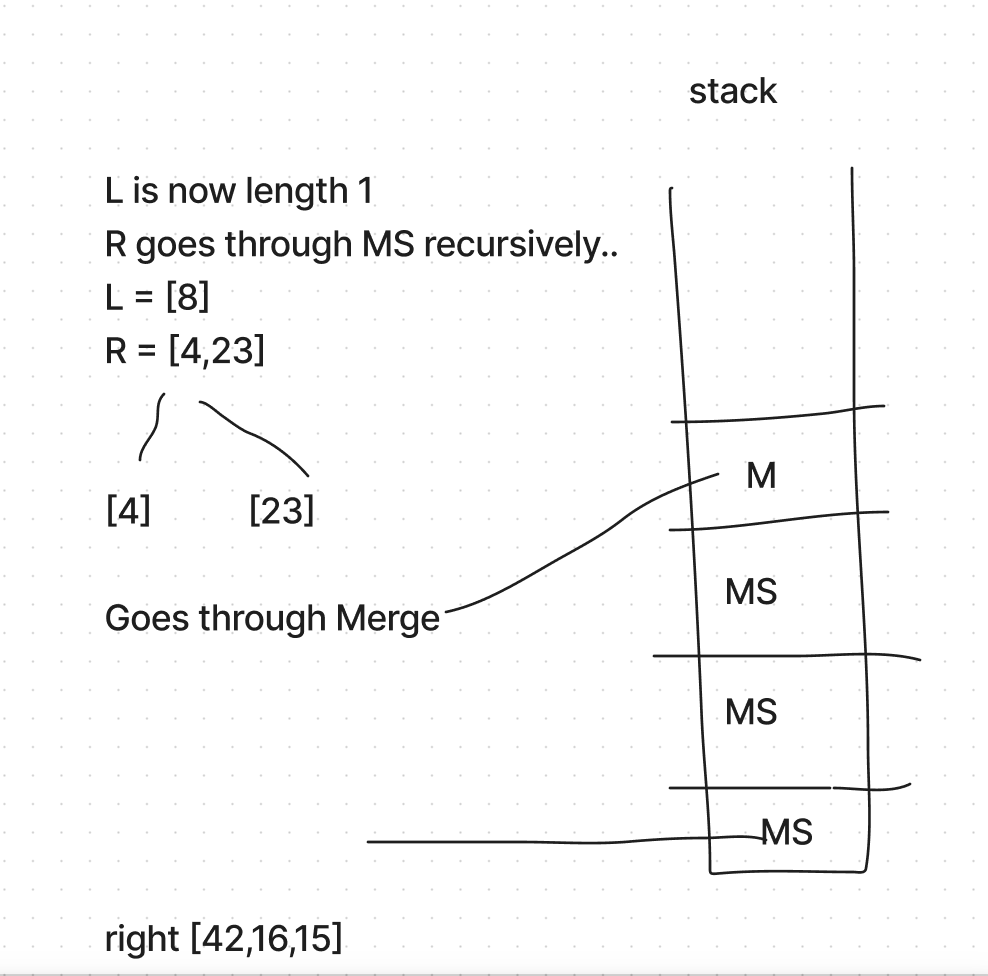 stack
L is now length 1
R goes through MS recursively..
L = [8]
R = [4,23]
[4] [23]
M
MS
Goes through Merge
MS
MS
right [42,16,15]